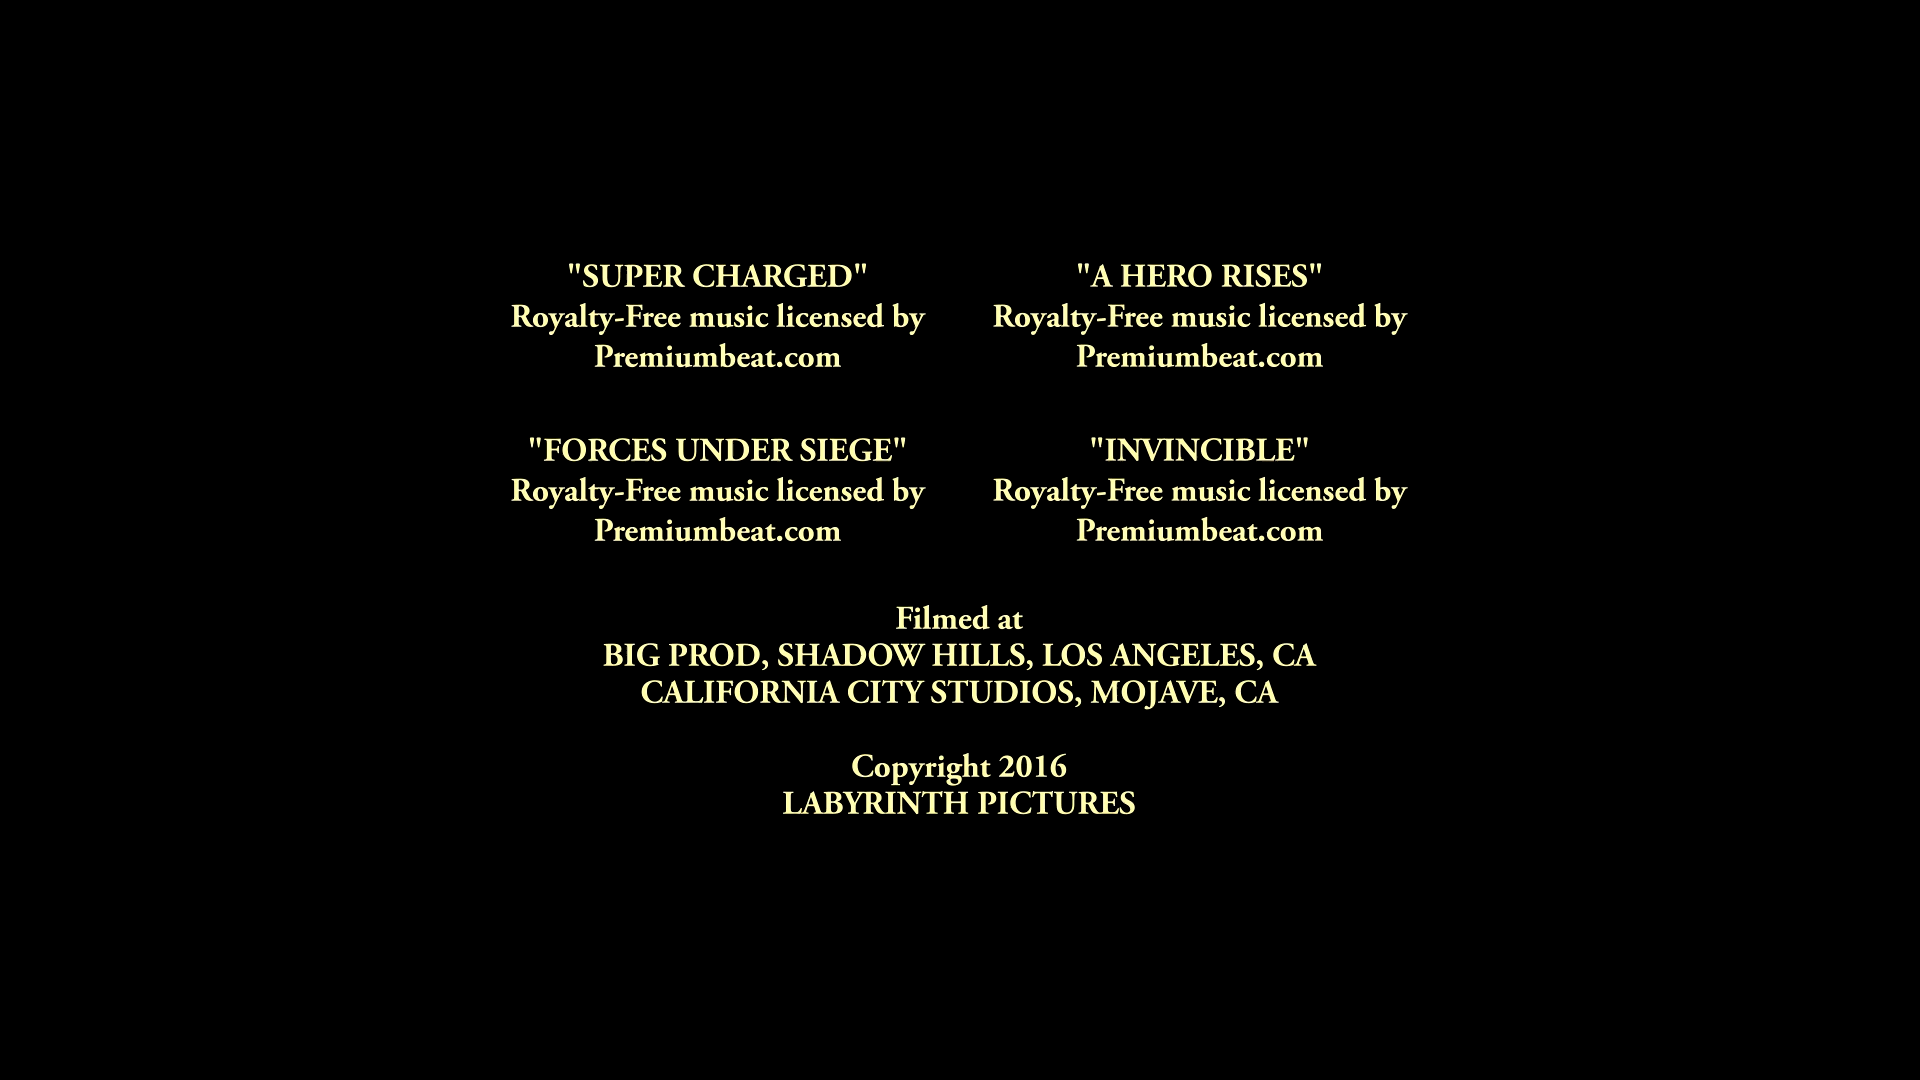 "SUPER CHARGED"
Royalty-Free music licensed by
Premiumbeat.com
"A HERO RISES"
Royalty-Free music licensed by
Premiumbeat.com
"FORCES UNDER SIEGE"
Royalty-Free music licensed by
Premiumbeat.com
"INVINCIBLE"
Royalty-Free music licensed by
Premiumbeat.com
Filmed at
BIG PROD, SHADOW HILLS, LOS ANGELES, CA
CALIFORNIA CITY STUDIOS, MOJAVE, CA
Copyright 2016
LABYRINTH PICTURES